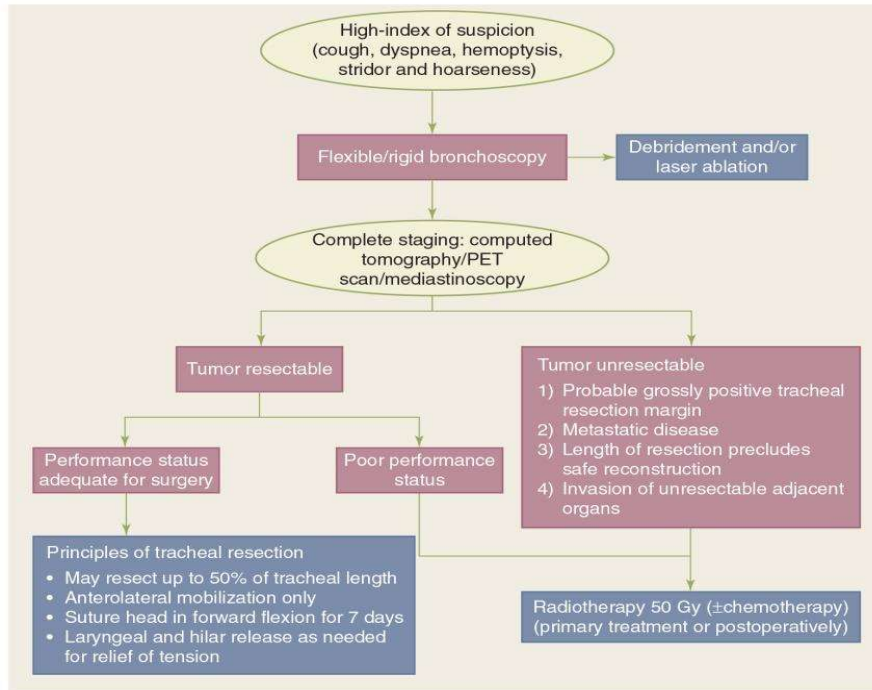 High-index of suspicion
(cough, dyspnea, hemoptysis,
stridor and hoarseness)
Flexible/rigid bronchoscopy
Debridement and/or
laser ablation
Complete staging: computed
tomography/PET
scan/mediastinoscopy
Tumor resectable
Tumor unresectable
1) Probable grossly positive tracheal
resection margin
2) Metastatic disease
3) Length of resection precludes
safe reconstruction
4) Invasion of unresectable adjacent
organs
Performance status
adequate for surgery
Poor performance
status
Principles of tracheal resection
• May resect up to 50% of tracheal length
• Anterolateral mobilization only
• Suture head in forward flexion for 7 days
• Laryngeal and hilar release as needed
for relief of tension
Radiotherapy 50 Gy (±chemotherapy)
(primary treatment or postoperatively)